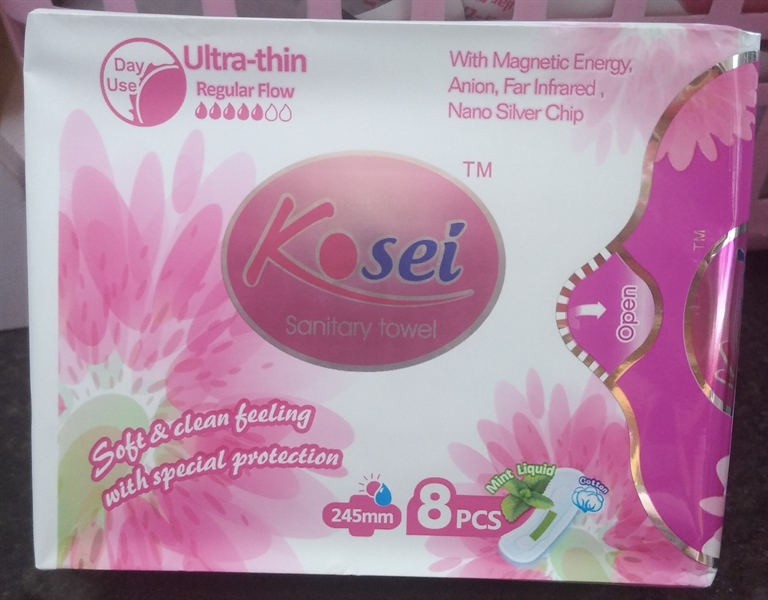 Day
Use
Ultra-thin
Regular Flow
With Magnetic Energy,
Anion, Far Infrared ,
Nano Silver Chip
TM
Kosei
Sanitary towel
TM
Open
Soft & clean feeling
with special protection
245mm
8 PCS
Mint Liquid
Cotton